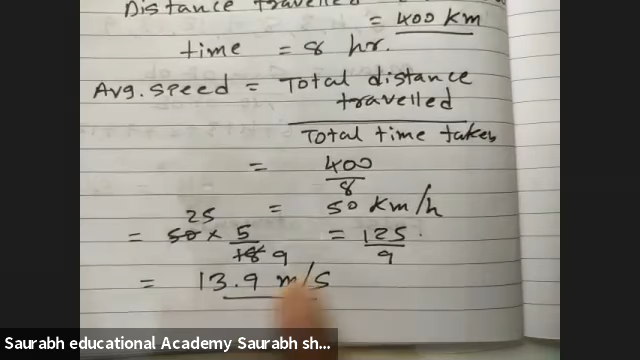 Distance travelled
= 400 km
time = 8 hr.
Avg. speed = Total distance travelled
Total time taken
= 400
8
= 50 km/h
25
= 50 × 5 = 125
18 9 9
= 13.9 m/s
Saurabh educational Academy Saurabh sh...